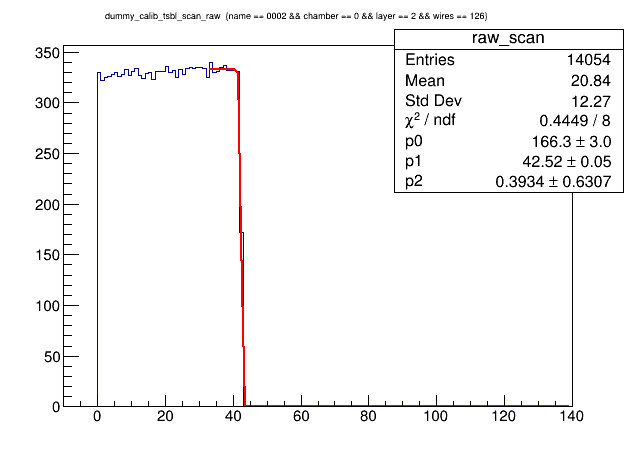 dummy_calib_tsbl_scan_raw (name == 0002 && chamber == 0 && layer == 2 && wires == 126)
raw_scan
Entries 14054
Mean 20.84
Std Dev 12.27
χ² / ndf 0.4449 / 8
p0 166.3 ± 3.0
p1 42.52 ± 0.05
p2 0.3934 ± 0.6307
350
300
250
200
150
100
50
0
0 20 40 60 80 100 120 140